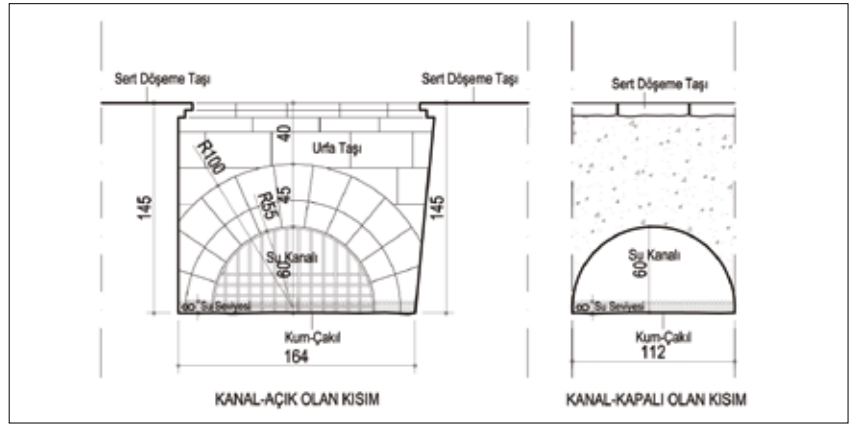 Sert Döşeme Taşı
Sert Döşeme Taşı
Sert Döşeme Taşı
40
Urfa Taşı
R100
45
R55
145
145
Su Kanalı
60
Su Kanalı
60
8 Su Seviyesi
8 Su Seviyesi
Kum-Çakıl
164
Kum-Çakıl
112
KANAL-AÇIK OLAN KISIM
KANAL-KAPALI OLAN KISIM